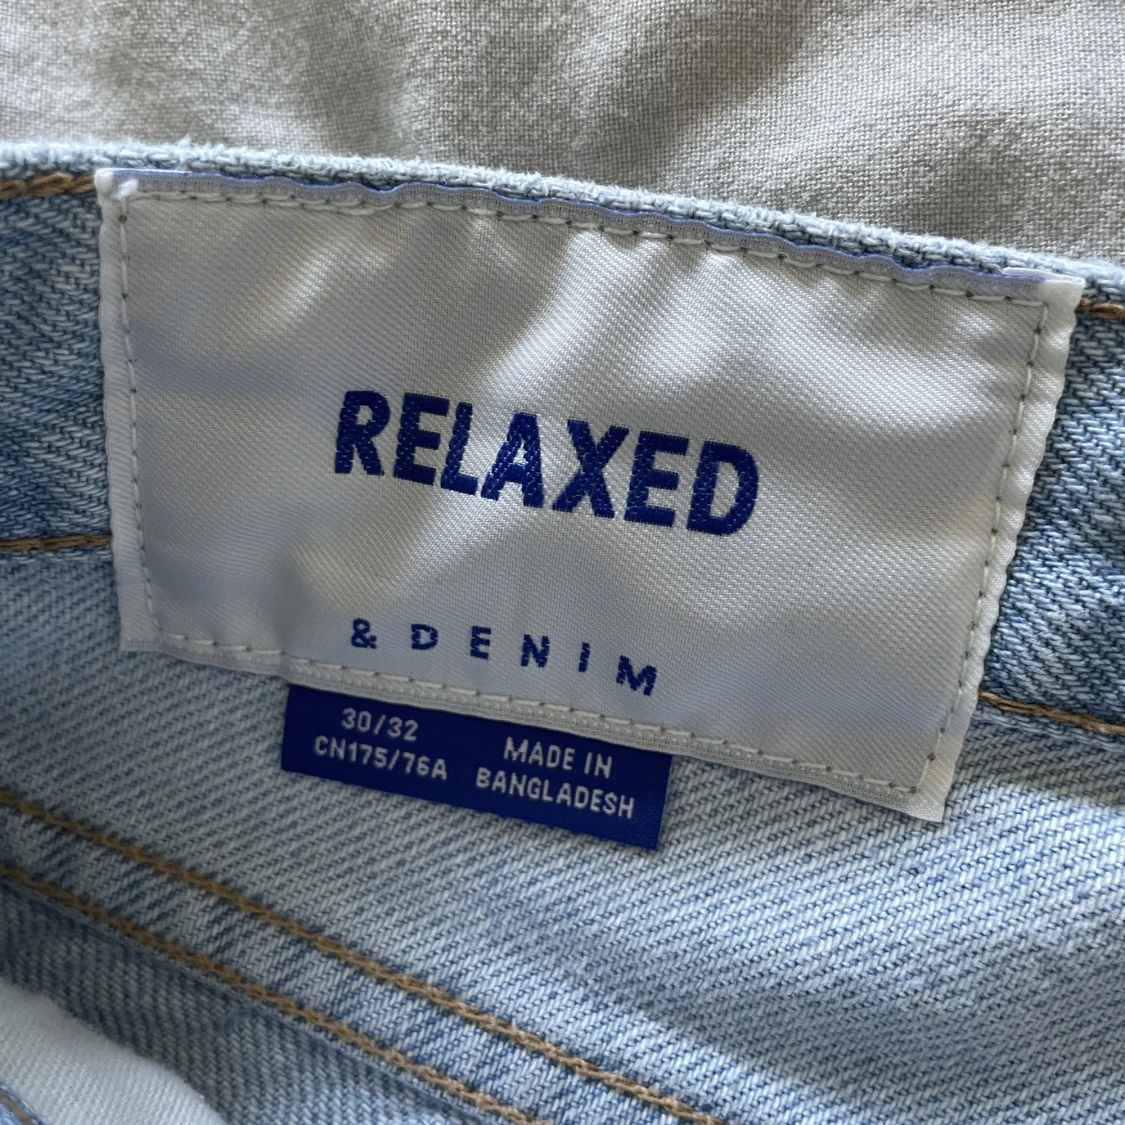 RELAXED
& DENIM
30/32
CN175/76A
MADE IN
BANGLADESH